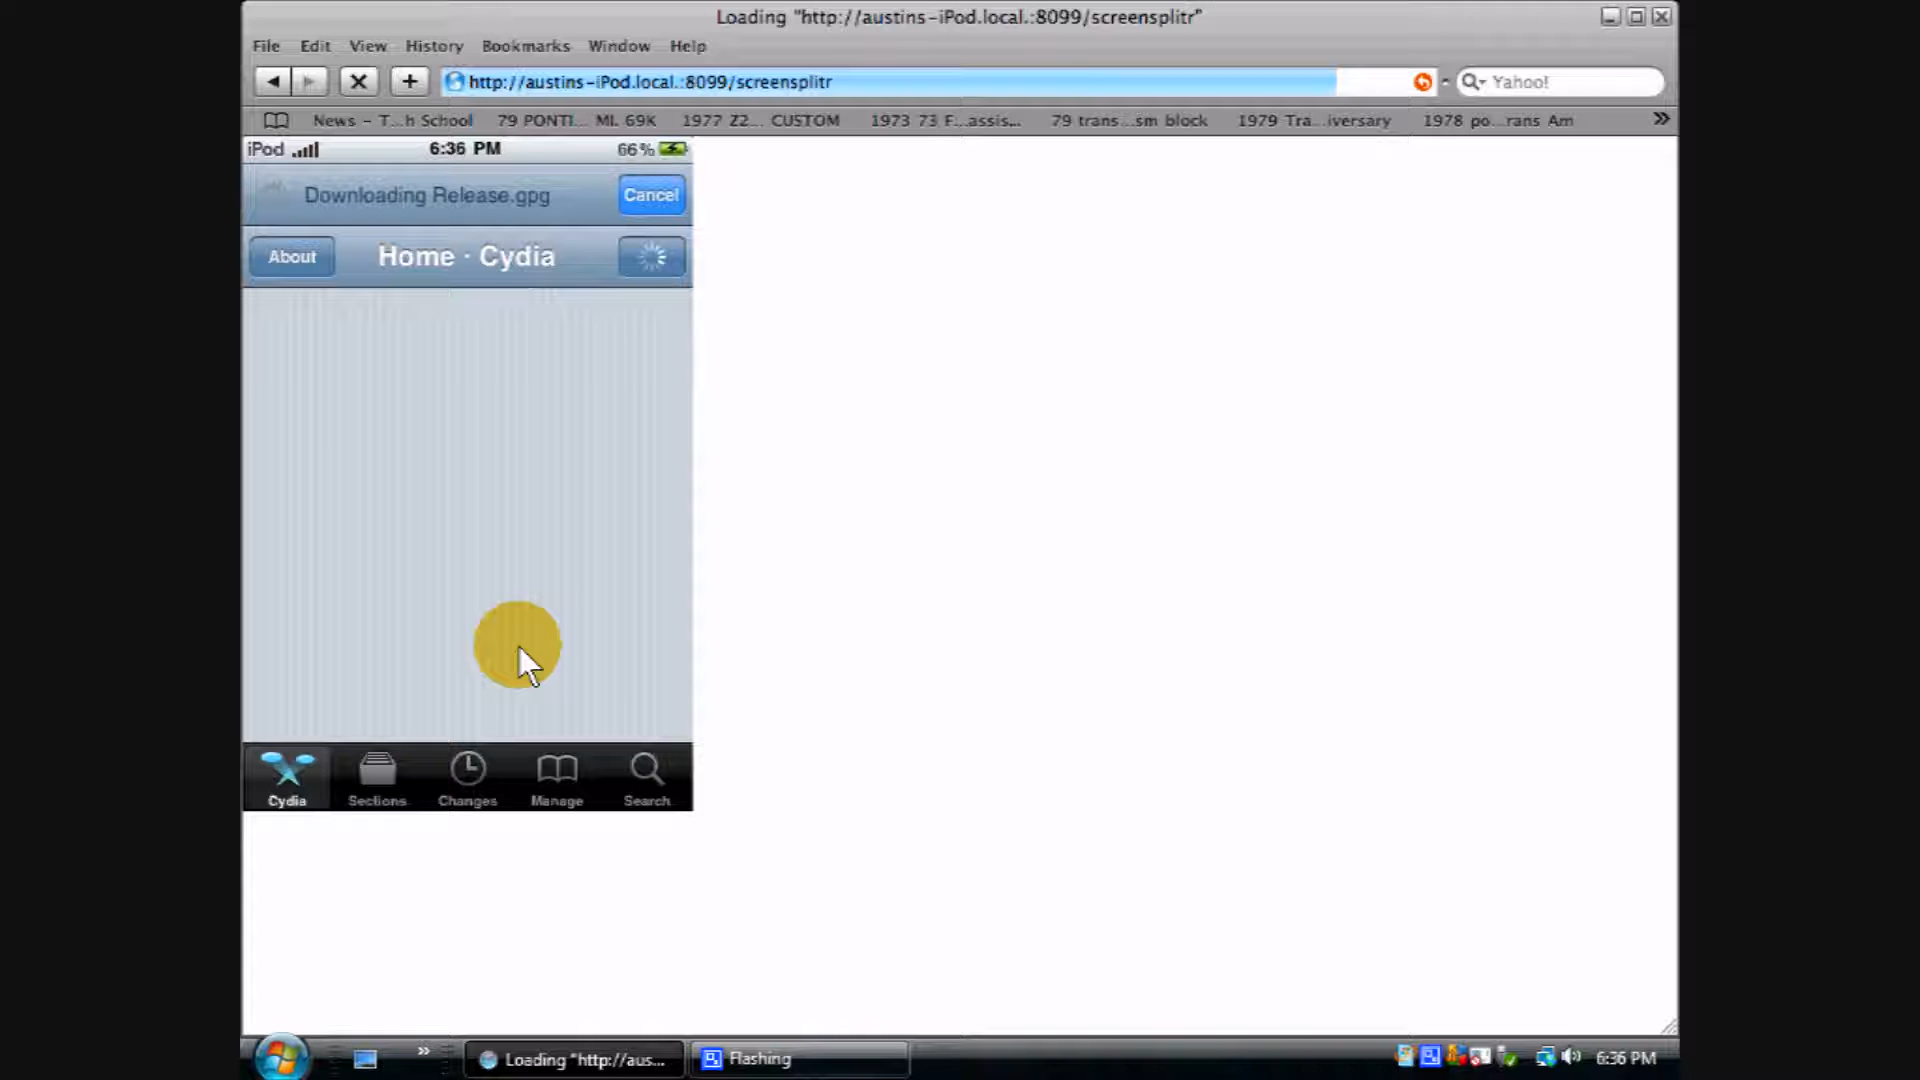 Loading "http://austins-iPod.local.:8099/screensplitr"
File Edit View History Bookmarks Window Help
http://austins-iPod.local.:8099/screensplitr
Yahoo!
News - T...h School 79 PONTI... ML 69K 1977 Z2... CUSTOM 1973 73 F...assis... 79 trans...sm block 1979 Tra...iversary 1978 po...rans Am »
iPod 6:36 PM 66%
Downloading Release.gpg Cancel
About Home · Cydia
Cydia Sections Changes Manage Search
» Loading "http://aus... Flashing 6:36 PM